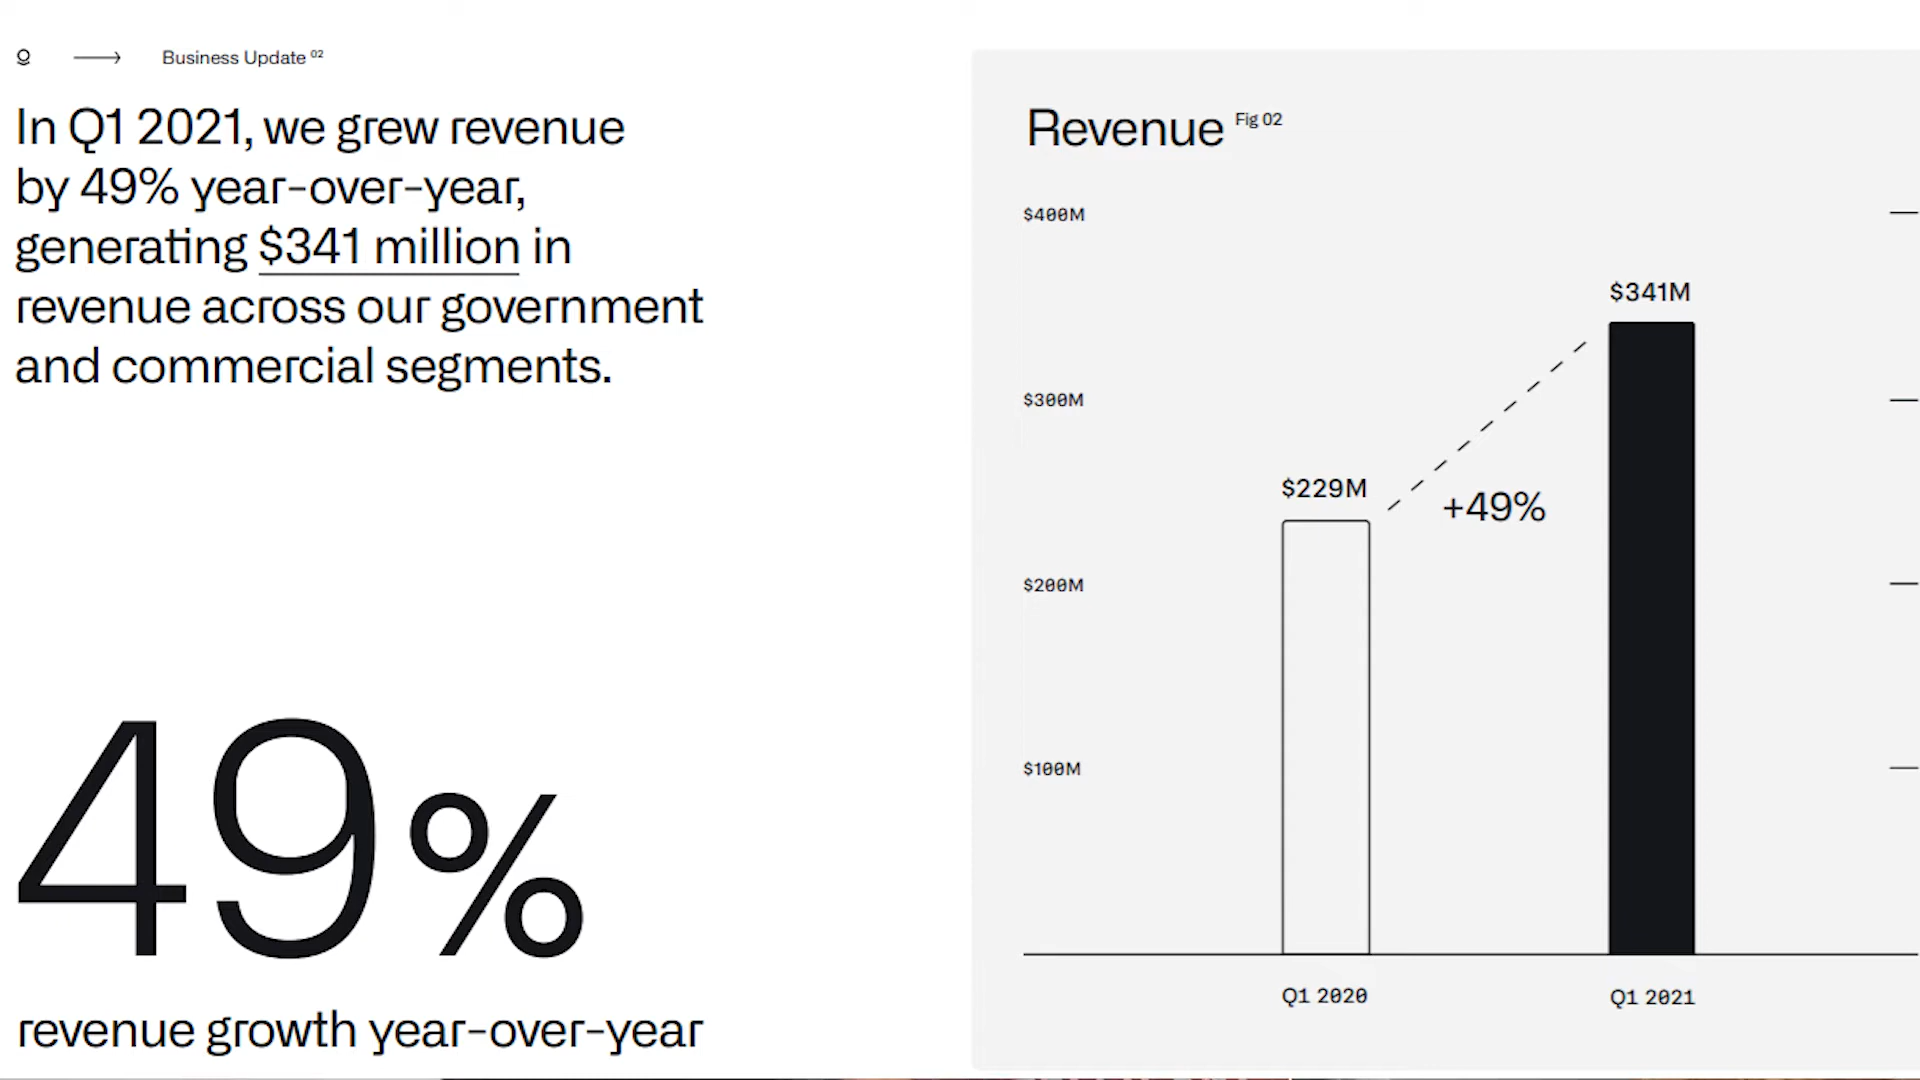 Business Update 02
In Q1 2021, we grew revenue
by 49% year-over-year,
generating $341 million in
revenue across our government
and commercial segments.
49%
revenue growth year-over-year
Revenue Fig 02
$400M
$341M
$300M
$229M
+49%
$200M
$100M
Q1 2020
Q1 2021